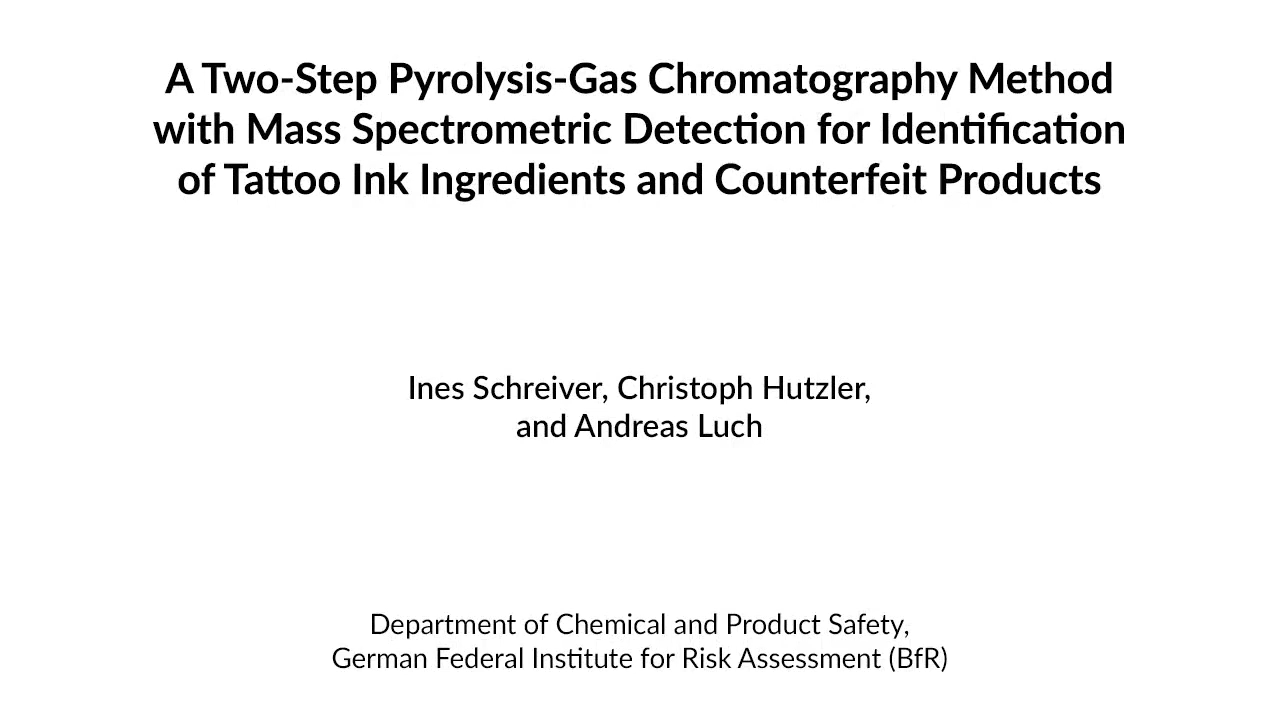 A Two-Step Pyrolysis-Gas Chromatography Method
with Mass Spectrometric Detection for Identification
of Tattoo Ink Ingredients and Counterfeit Products
Ines Schreiver, Christoph Hutzler,
and Andreas Luch
Department of Chemical and Product Safety,
German Federal Institute for Risk Assessment (BfR)